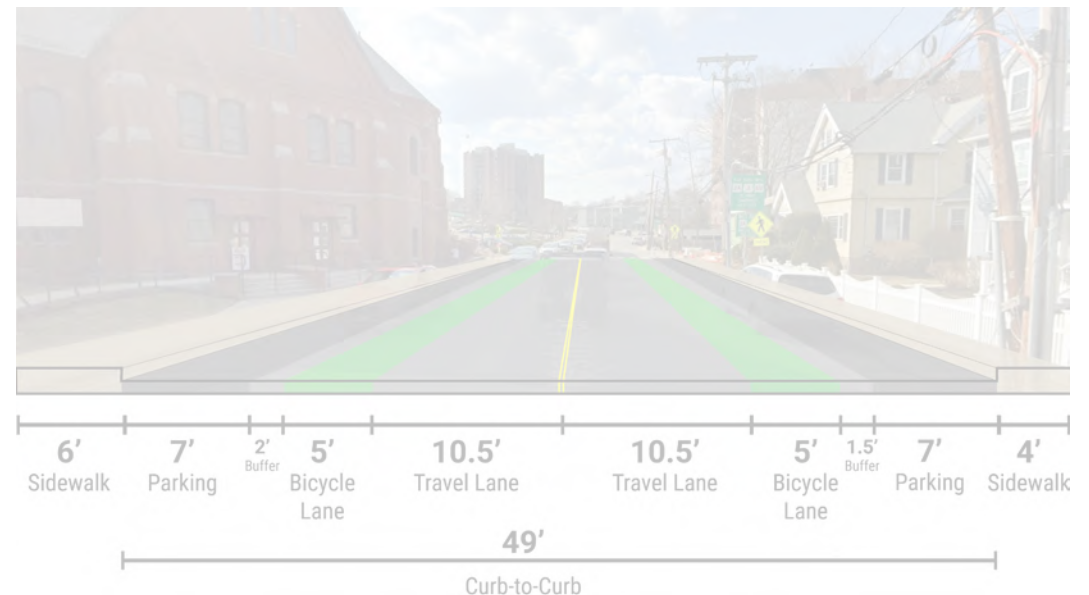 6’ 7’ 2’ 5’ 10.5’ 10.5’ 5’ 1.5’ 7’ 4’
Sidewalk Parking Buffer Bicycle Travel Lane Travel Lane Bicycle Buffer Parking Sidewalk
Lane Lane
49’
Curb-to-Curb